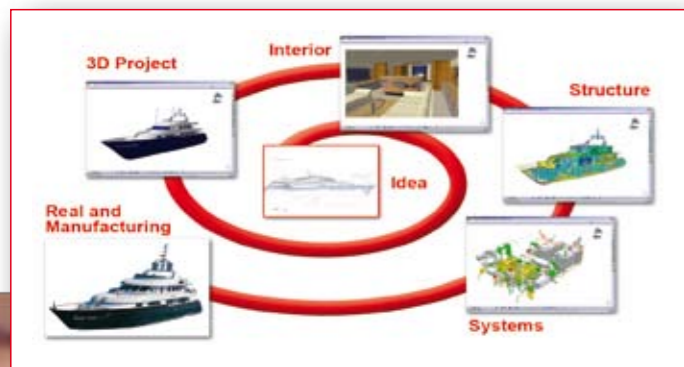 Interior
3D Project
Structure
Idea
Real and
Manufacturing
Systems